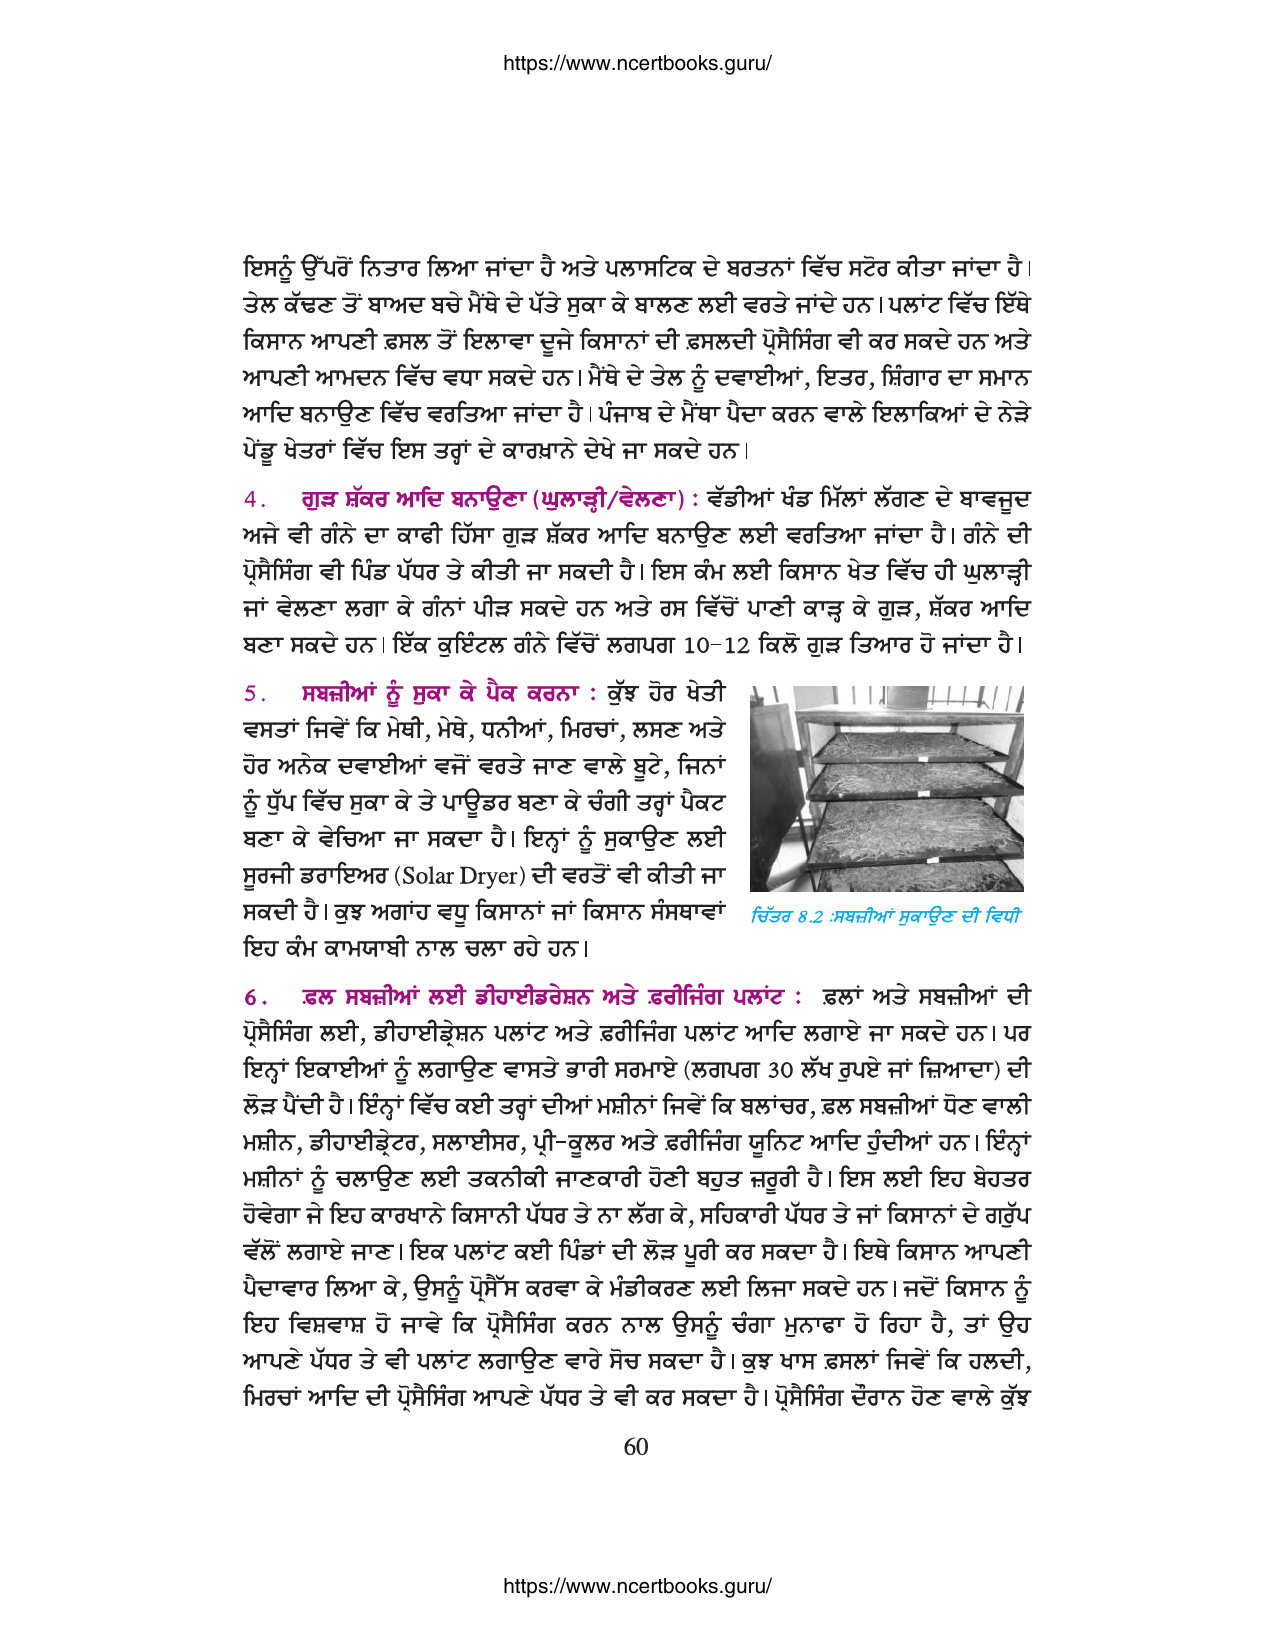 https://www.ncertbooks.guru/
ਇਸਨੂੰ ਉੱਪਰੋਂ ਨਿਤਾਰ ਲਿਆ ਜਾਂਦਾ ਹੈ ਅਤੇ ਪਲਾਸਟਿਕ ਦੇ ਬਰਤਨਾਂ ਵਿੱਚ ਸਟੋਰ ਕੀਤਾ ਜਾਂਦਾ ਹੈ।
ਤੇਲ ਕੱਢਣ ਤੋਂ ਬਾਅਦ ਬਚੇ ਮੈਂਥੇ ਦੇ ਪੱਤੇ ਸੁਕਾ ਕੇ ਬਾਲਣ ਲਈ ਵਰਤੇ ਜਾਂਦੇ ਹਨ। ਪਲਾਂਟ ਵਿੱਚ ਇੱਥੇ
ਕਿਸਾਨ ਆਪਣੀ ਫ਼ਸਲ ਤੋਂ ਇਲਾਵਾ ਦੂਜੇ ਕਿਸਾਨਾਂ ਦੀ ਫ਼ਸਲਦੀ ਪ੍ਰੋਸੈਸਿੰਗ ਵੀ ਕਰ ਸਕਦੇ ਹਨ ਅਤੇ
ਆਪਣੀ ਆਮਦਨ ਵਿੱਚ ਵਧਾ ਸਕਦੇ ਹਨ। ਮੈਂਥੇ ਦੇ ਤੇਲ ਨੂੰ ਦਵਾਈਆਂ, ਇਤਰ, ਸ਼ਿੰਗਾਰ ਦਾ ਸਮਾਨ
ਆਦਿ ਬਨਾਉਣ ਵਿੱਚ ਵਰਤਿਆ ਜਾਂਦਾ ਹੈ। ਪੰਜਾਬ ਦੇ ਮੈਂਥਾ ਪੈਦਾ ਕਰਨ ਵਾਲੇ ਇਲਾਕਿਆਂ ਦੇ ਨੇੜੇ
ਪੇਂਡੂ ਖੇਤਰਾਂ ਵਿੱਚ ਇਸ ਤਰ੍ਹਾਂ ਦੇ ਕਾਰਖ਼ਾਨੇ ਦੇਖੇ ਜਾ ਸਕਦੇ ਹਨ।
4. ਗੁੜ ਸ਼ੱਕਰ ਆਦਿ ਬਨਾਉਣਾ (ਘੁਲਾੜ੍ਹੀ/ਵੇਲਣਾ) : ਵੱਡੀਆਂ ਖੰਡ ਮਿੱਲਾਂ ਲੱਗਣ ਦੇ ਬਾਵਜੂਦ
ਅਜੇ ਵੀ ਗੰਨੇ ਦਾ ਕਾਫੀ ਹਿੱਸਾ ਗੁੜ ਸ਼ੱਕਰ ਆਦਿ ਬਨਾਉਣ ਲਈ ਵਰਤਿਆ ਜਾਂਦਾ ਹੈ। ਗੰਨੇ ਦੀ
ਪ੍ਰੋਸੈਸਿੰਗ ਵੀ ਪਿੰਡ ਪੱਧਰ ਤੇ ਕੀਤੀ ਜਾ ਸਕਦੀ ਹੈ। ਇਸ ਕੰਮ ਲਈ ਕਿਸਾਨ ਖੇਤ ਵਿੱਚ ਹੀ ਘੁਲਾੜ੍ਹੀ
ਜਾਂ ਵੇਲਣਾ ਲਗਾ ਕੇ ਗੰਨਾਂ ਪੀੜ ਸਕਦੇ ਹਨ ਅਤੇ ਰਸ ਵਿੱਚੋਂ ਪਾਣੀ ਕਾੜ੍ਹ ਕੇ ਗੁੜ, ਸ਼ੱਕਰ ਆਦਿ
ਬਣਾ ਸਕਦੇ ਹਨ। ਇੱਕ ਕੁਇੰਟਲ ਗੰਨੇ ਵਿੱਚੋਂ ਲਗਪਗ 10-12 ਕਿਲੋ ਗੁੜ ਤਿਆਰ ਹੋ ਜਾਂਦਾ ਹੈ।
5. ਸਬਜ਼ੀਆਂ ਨੂੰ ਸੁਕਾ ਕੇ ਪੈਕ ਕਰਨਾ : ਕੁੱਝ ਹੋਰ ਖੇਤੀ
ਵਸਤਾਂ ਜਿਵੇਂ ਕਿ ਮੇਥੀ, ਮੇਥੇ, ਧਨੀਆਂ, ਮਿਰਚਾਂ, ਲਸਣ ਅਤੇ
ਹੋਰ ਅਨੇਕ ਦਵਾਈਆਂ ਵਜੋਂ ਵਰਤੇ ਜਾਣ ਵਾਲੇ ਬੂਟੇ, ਜਿਨਾਂ
ਨੂੰ ਧੁੱਪ ਵਿੱਚ ਸੁਕਾ ਕੇ ਤੇ ਪਾਊਡਰ ਬਣਾ ਕੇ ਚੰਗੀ ਤਰ੍ਹਾਂ ਪੈਕਟ
ਬਣਾ ਕੇ ਵੇਚਿਆ ਜਾ ਸਕਦਾ ਹੈ। ਇਨ੍ਹਾਂ ਨੂੰ ਸੁਕਾਉਣ ਲਈ
ਸੂਰਜੀ ਡਰਾਇਅਰ (Solar Dryer) ਦੀ ਵਰਤੋਂ ਵੀ ਕੀਤੀ ਜਾ
ਸਕਦੀ ਹੈ। ਕੁਝ ਅਗਾਂਹ ਵਧੂ ਕਿਸਾਨਾਂ ਜਾਂ ਕਿਸਾਨ ਸੰਸਥਾਵਾਂ
ਇਹ ਕੰਮ ਕਾਮਯਾਬੀ ਨਾਲ ਚਲਾ ਰਹੇ ਹਨ।
ਚਿੱਤਰ 8.2 :ਸਬਜ਼ੀਆਂ ਸੁਕਾਉਣ ਦੀ ਵਿਧੀ
6. ਫ਼ਲ ਸਬਜ਼ੀਆਂ ਲਈ ਡੀਹਾਈਡਰੇਸ਼ਨ ਅਤੇ ਫ਼ਰੀਜਿੰਗ ਪਲਾਂਟ : ਫ਼ਲਾਂ ਅਤੇ ਸਬਜ਼ੀਆਂ ਦੀ
ਪ੍ਰੋਸੈਸਿੰਗ ਲਈ, ਡੀਹਾਈਡ੍ਰੇਸ਼ਨ ਪਲਾਂਟ ਅਤੇ ਫ਼ਰੀਜਿੰਗ ਪਲਾਂਟ ਆਦਿ ਲਗਾਏ ਜਾ ਸਕਦੇ ਹਨ। ਪਰ
ਇਨ੍ਹਾਂ ਇਕਾਈਆਂ ਨੂੰ ਲਗਾਉਣ ਵਾਸਤੇ ਭਾਰੀ ਸਰਮਾਏ (ਲਗਪਗ 30 ਲੱਖ ਰੁਪਏ ਜਾਂ ਜ਼ਿਆਦਾ) ਦੀ
ਲੋੜ ਪੈਂਦੀ ਹੈ। ਇੰਨ੍ਹਾਂ ਵਿੱਚ ਕਈ ਤਰ੍ਹਾਂ ਦੀਆਂ ਮਸ਼ੀਨਾਂ ਜਿਵੇਂ ਕਿ ਬਲਾਂਚਰ, ਫ਼ਲ ਸਬਜ਼ੀਆਂ ਧੋਣ ਵਾਲੀ
ਮਸ਼ੀਨ, ਡੀਹਾਈਡ੍ਰੇਟਰ, ਸਲਾਈਸਰ, ਪ੍ਰੀ-ਕੂਲਰ ਅਤੇ ਫ਼ਰੀਜਿੰਗ ਯੂਨਿਟ ਆਦਿ ਹੁੰਦੀਆਂ ਹਨ। ਇੰਨ੍ਹਾਂ
ਮਸ਼ੀਨਾਂ ਨੂੰ ਚਲਾਉਣ ਲਈ ਤਕਨੀਕੀ ਜਾਣਕਾਰੀ ਹੋਣੀ ਬਹੁਤ ਜ਼ਰੂਰੀ ਹੈ। ਇਸ ਲਈ ਇਹ ਬੇਹਤਰ
ਹੋਵੇਗਾ ਜੇ ਇਹ ਕਾਰਖਾਨੇ ਕਿਸਾਨੀ ਪੱਧਰ ਤੇ ਨਾ ਲੱਗ ਕੇ, ਸਹਿਕਾਰੀ ਪੱਧਰ ਤੇ ਜਾਂ ਕਿਸਾਨਾਂ ਦੇ ਗਰੁੱਪ
ਵੱਲੋਂ ਲਗਾਏ ਜਾਣ। ਇਕ ਪਲਾਂਟ ਕਈ ਪਿੰਡਾਂ ਦੀ ਲੋੜ ਪੂਰੀ ਕਰ ਸਕਦਾ ਹੈ। ਇਥੇ ਕਿਸਾਨ ਆਪਣੀ
ਪੈਦਾਵਾਰ ਲਿਆ ਕੇ, ਉਸਨੂੰ ਪ੍ਰੋਸੈੱਸ ਕਰਵਾ ਕੇ ਮੰਡੀਕਰਣ ਲਈ ਲਿਜਾ ਸਕਦੇ ਹਨ। ਜਦੋਂ ਕਿਸਾਨ ਨੂੰ
ਇਹ ਵਿਸ਼ਵਾਸ਼ ਹੋ ਜਾਵੇ ਕਿ ਪ੍ਰੋਸੈਸਿੰਗ ਕਰਨ ਨਾਲ ਉਸਨੂੰ ਚੰਗਾ ਮੁਨਾਫਾ ਹੋ ਰਿਹਾ ਹੈ, ਤਾਂ ਉਹ
ਆਪਣੇ ਪੱਧਰ ਤੇ ਵੀ ਪਲਾਂਟ ਲਗਾਉਣ ਵਾਰੇ ਸੋਚ ਸਕਦਾ ਹੈ। ਕੁਝ ਖਾਸ ਫ਼ਸਲਾਂ ਜਿਵੇਂ ਕਿ ਹਲਦੀ,
ਮਿਰਚਾਂ ਆਦਿ ਦੀ ਪ੍ਰੋਸੈਸਿੰਗ ਆਪਣੇ ਪੱਧਰ ਤੇ ਵੀ ਕਰ ਸਕਦਾ ਹੈ। ਪ੍ਰੋਸੈਸਿੰਗ ਦੌਰਾਨ ਹੋਣ ਵਾਲੇ ਕੁੱਝ
60
https://www.ncertbooks.guru/